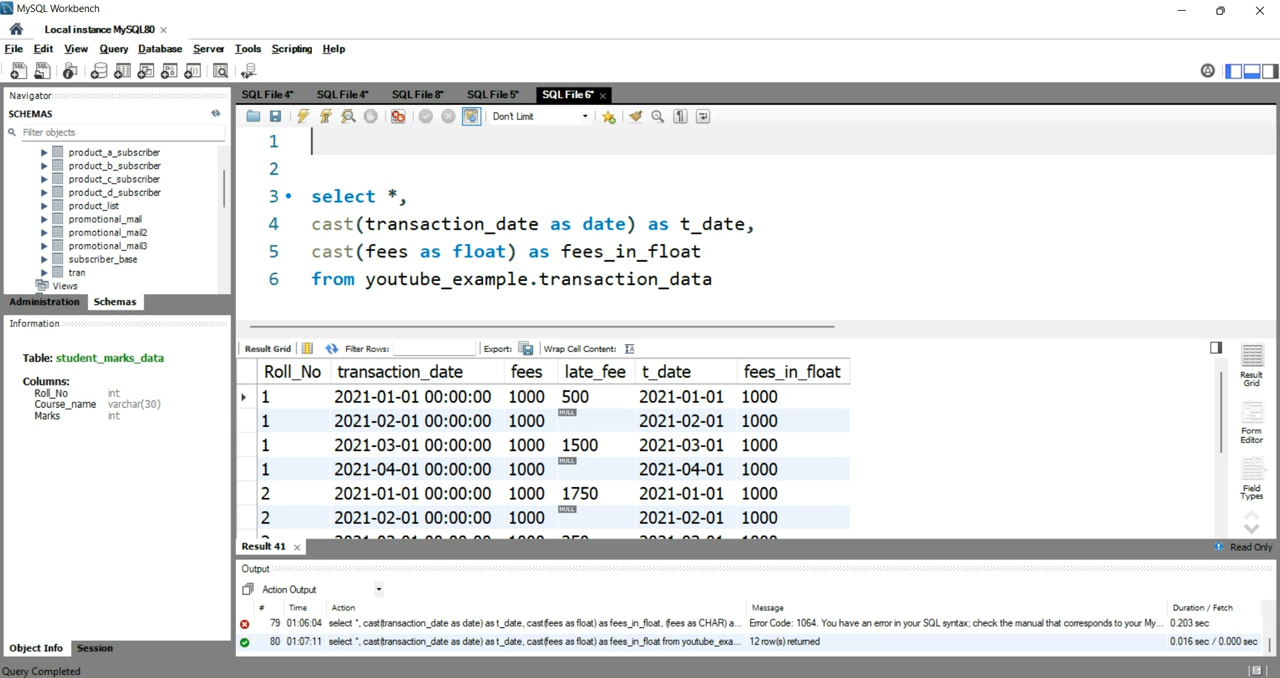 MySQL Workbench
Local instance MySQL80 ×
File Edit View Query Database Server Tools Scripting Help
Navigator
SCHEMAS
Filter objects
product_a_subscriber
product_b_subscriber
product_c_subscriber
product_d_subscriber
product_list
promotional_mail
promotional_mail2
promotional_mail3
subscriber_base
tran
Views
Administration Schemas
Information
Table: student_marks_data
Columns:
Roll_No int
Course_name varchar(30)
Marks int
Object Info Session
Query Completed
SQL File 4* SQL File 4* SQL File 8* SQL File 5* SQL File 6* ×
Don't Limit
1
2
3 select *,
4 cast(transaction_date as date) as t_date,
5 cast(fees as float) as fees_in_float
6 from youtube_example.transaction_data
Result Grid Filter Rows: Export: Wrap Cell Content:
Roll_No transaction_date fees late_fee t_date fees_in_float
1 2021-01-01 00:00:00 1000 500 2021-01-01 1000
1 2021-02-01 00:00:00 1000 NULL 2021-02-01 1000
1 2021-03-01 00:00:00 1000 1500 2021-03-01 1000
1 2021-04-01 00:00:00 1000 NULL 2021-04-01 1000
2 2021-01-01 00:00:00 1000 1750 2021-01-01 1000
2 2021-02-01 00:00:00 1000 NULL 2021-02-01 1000
Result Grid
Form Editor
Field Types
Result 41 × Read Only
Output
Action Output
# Time Action Message Duration / Fetch
79 01:06:04 select *, cast(transaction_date as date) as t_date, cast(fees as float) as fees_in_float, (fees as CHAR) a... Error Code: 1064. You have an error in your SQL syntax; check the manual that corresponds to your My... 0.203 sec
80 01:07:11 select *, cast(transaction_date as date) as t_date, cast(fees as float) as fees_in_float from youtube_exa... 12 row(s) returned 0.016 sec / 0.000 sec